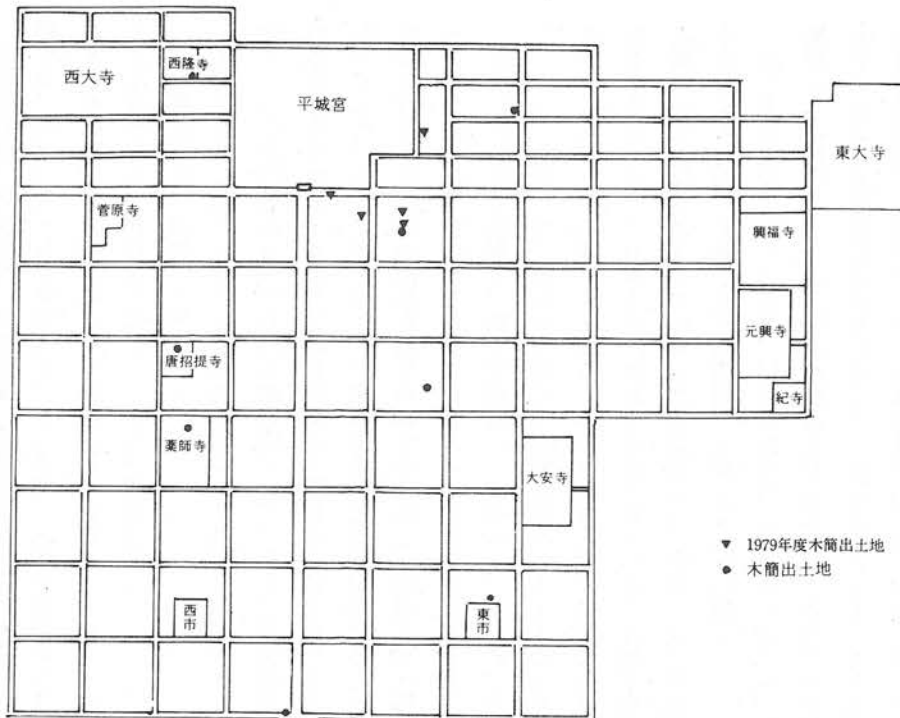 西大寺
西隆寺
平城宮
東大寺
菅原寺
興福寺
元興寺
唐招提寺
紀寺
薬師寺
大安寺
▼ 1979年度木簡出土地
● 木簡出土地
西市
東市